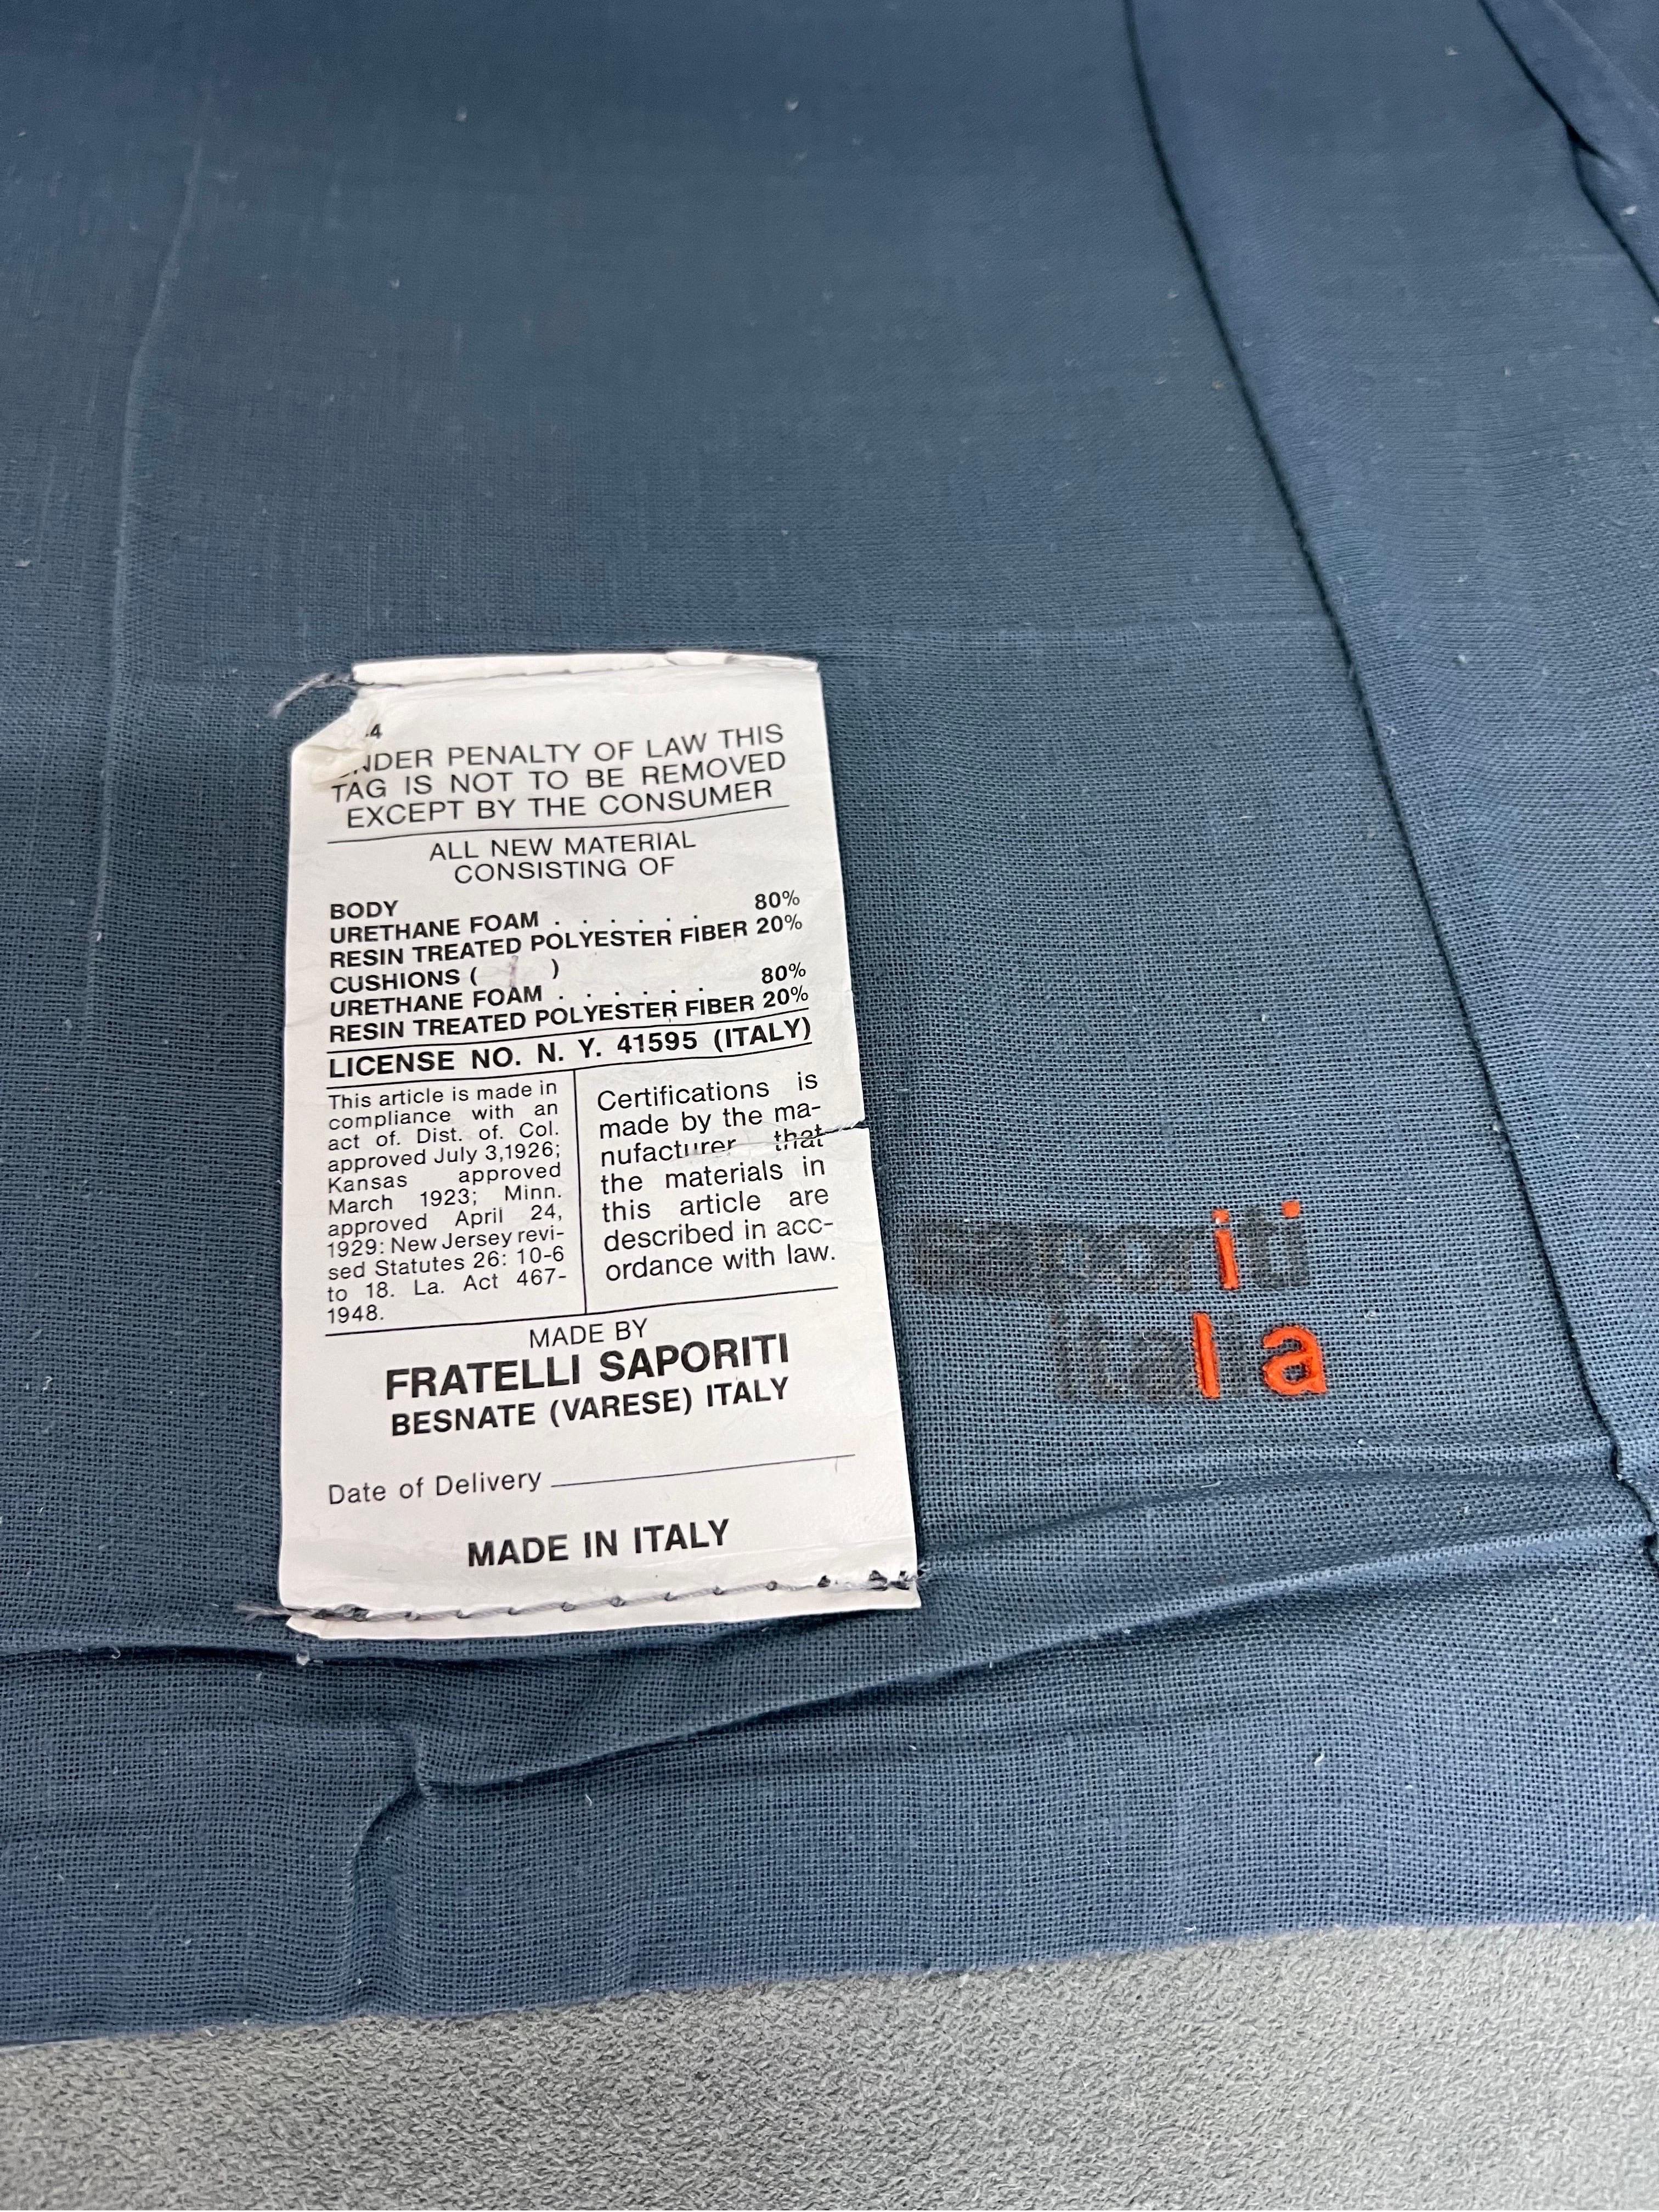 .4
UNDER PENALTY OF LAW THIS
TAG IS NOT TO BE REMOVED
EXCEPT BY THE CONSUMER
ALL NEW MATERIAL
CONSISTING OF
BODY
URETHANE FOAM . . . . . . 80%
RESIN TREATED POLYESTER FIBER 20%
CUSHIONS ( )
URETHANE FOAM . . . . . . 80%
RESIN TREATED POLYESTER FIBER 20%
LICENSE NO. N. Y. 41595 (ITALY)
This article is made in
compliance with an
act of. Dist. of. Col.
approved July 3,1926;
Kansas approved
March 1923; Minn.
approved April 24,
1929: New Jersey revi-
sed Statutes 26: 10-6
to 18. La. Act 467-
1948.
Certifications is
made by the ma-
nufacturer that
the materials in
this article are
described in acc-
ordance with law.
MADE BY
FRATELLI SAPORITI
BESNATE (VARESE) ITALY
Date of Delivery
MADE IN ITALY
saporiti
italia